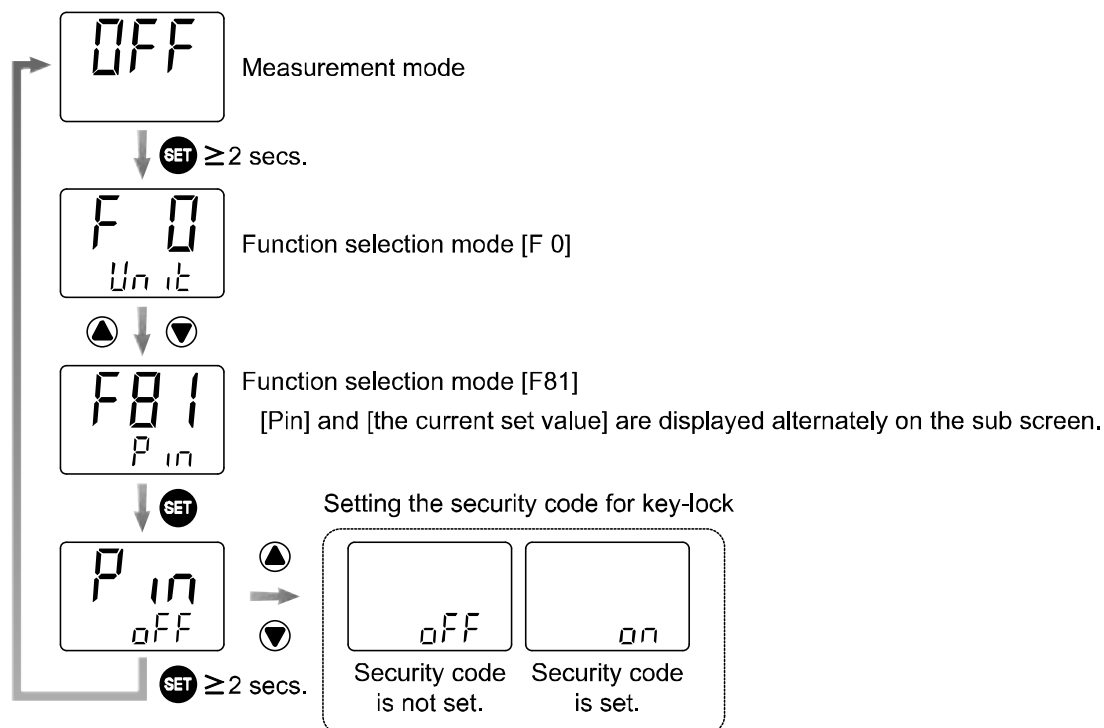 OFF
Measurement mode
SET ≥2 secs.
F 0
Unit
Function selection mode [F 0]
F81
Pin
Function selection mode [F81]
[Pin] and [the current set value] are displayed alternately on the sub screen.
SET
Setting the security code for key-lock
Pin
oFF
oFF
on
Security code
is not set.
Security code
is set.
SET ≥2 secs.